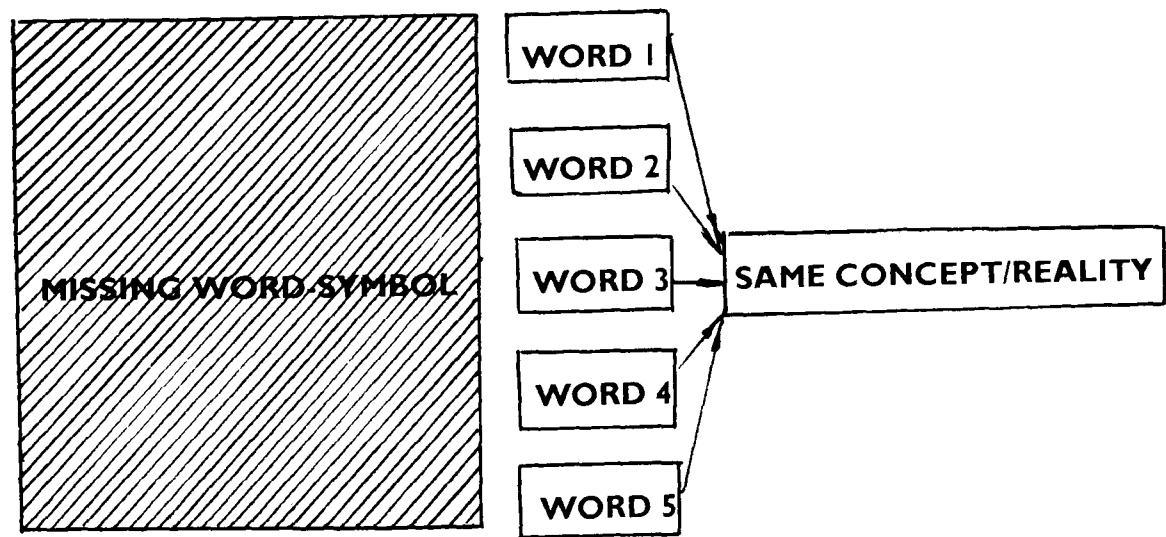 WORD 1
WORD 2
MISSING WORD-SYMBOL
WORD 3
SAME CONCEPT/REALITY
WORD 4
WORD 5